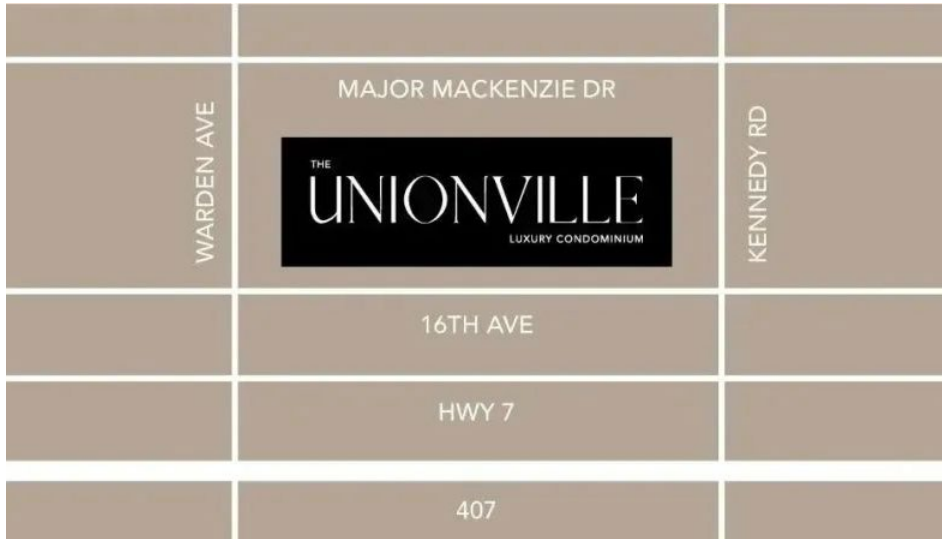 MAJOR MACKENZIE DR
WARDEN AVE
THE
UNIONVILLE
LUXURY CONDOMINIUM
KENNEDY RD
16TH AVE
HWY 7
407